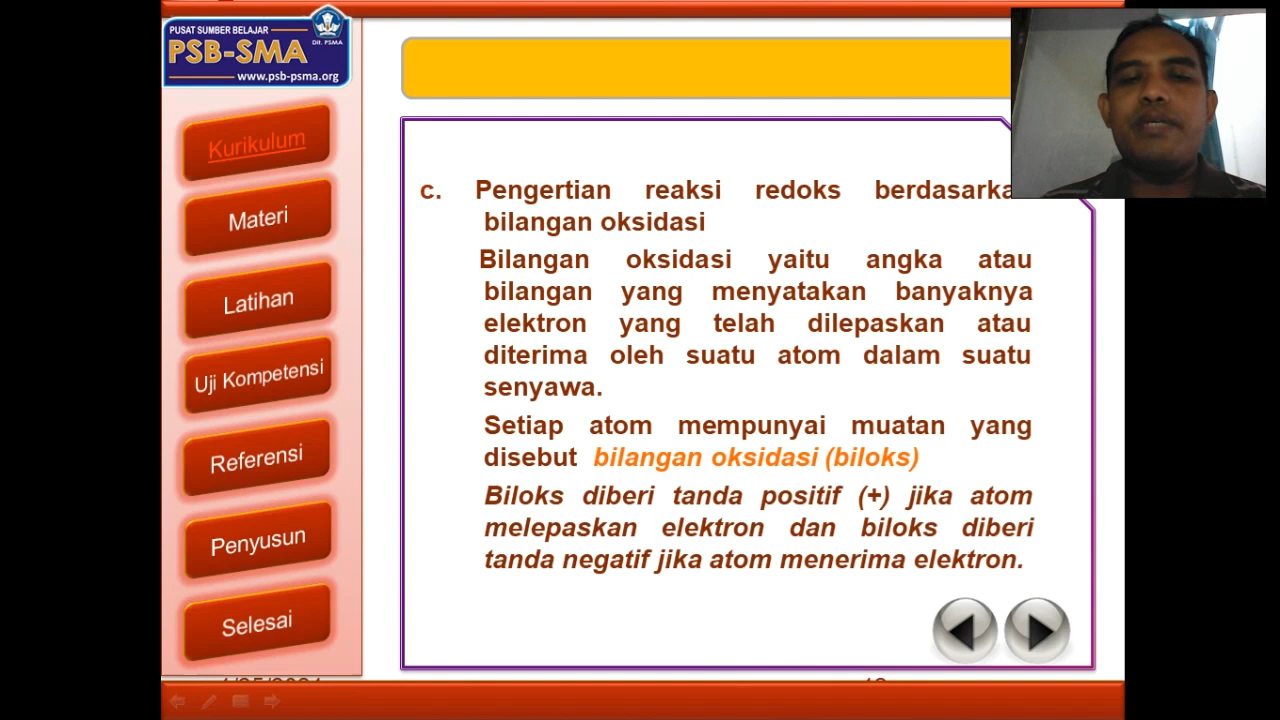 PUSAT SUMBER BELAJAR
Dit. PSMA
PSB-SMA
www.psb-psma.org
Kurikulum
Materi
Latihan
Uji Kompetensi
Referensi
Penyusun
Selesai
c. Pengertian reaksi redoks berdasarka
bilangan oksidasi
Bilangan oksidasi yaitu angka atau
bilangan yang menyatakan banyaknya
elektron yang telah dilepaskan atau
diterima oleh suatu atom dalam suatu
senyawa.
Setiap atom mempunyai muatan yang
disebut bilangan oksidasi (biloks)
Biloks diberi tanda positif (+) jika atom
melepaskan elektron dan biloks diberi
tanda negatif jika atom menerima elektron.